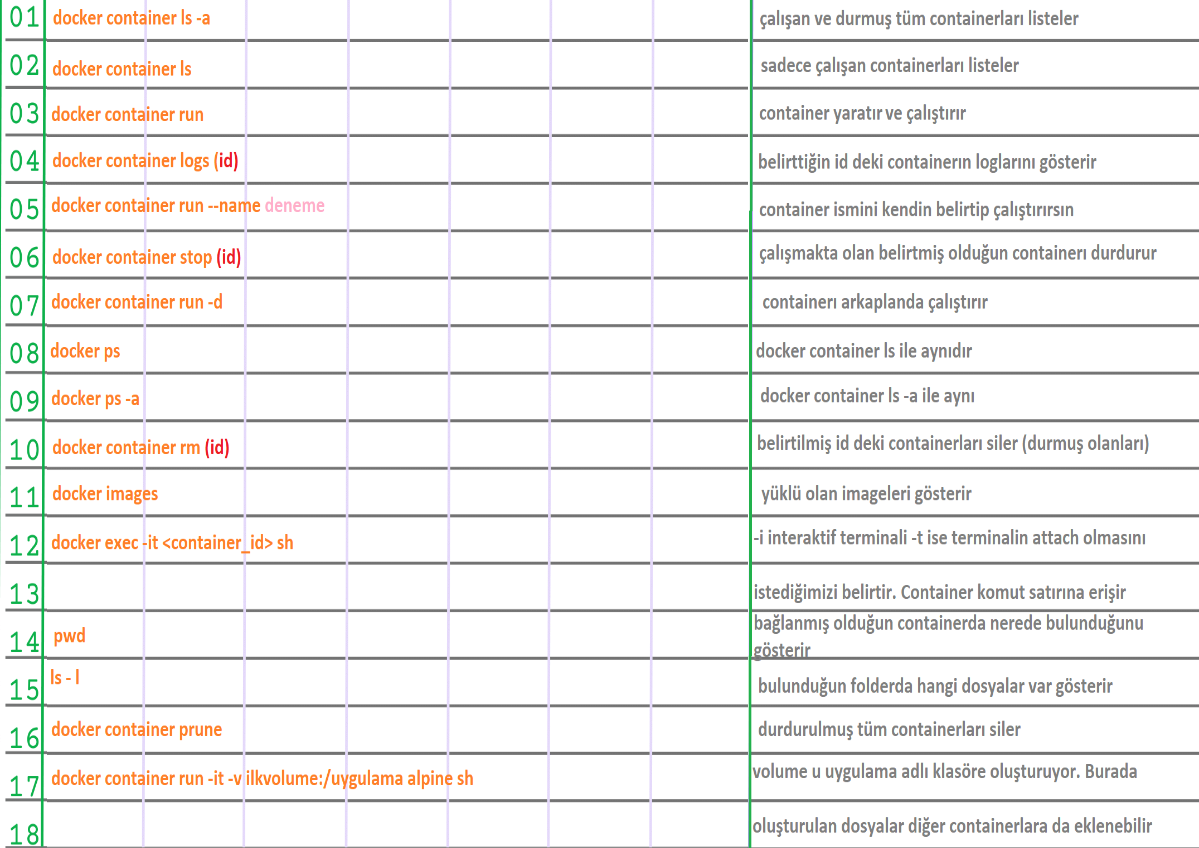 01 docker container ls -a çalışan ve durmuş tüm containerları listeler
02 docker container ls sadece çalışan containerları listeler
03 docker container run container yaratır ve çalıştırır
04 docker container logs (id) belirttiğin id deki containerın loglarını gösterir
05 docker container run --name deneme container ismini kendin belirtip çalıştırırsın
06 docker container stop (id) çalışmakta olan belirtmiş olduğun containerı durdurur
07 docker container run -d containerı arkaplanda çalıştırır
08 docker ps docker container ls ile aynıdır
09 docker ps -a docker container ls -a ile aynı
10 docker container rm (id) belirtilmiş id deki containerları siler (durmuş olanları)
11 docker images yüklü olan imageleri gösterir
12 docker exec -it <container_id> sh -i interaktif terminali -t ise terminalin attach olmasını
13 istediğimizi belirtir. Container komut satırına erişir
14 pwd bağlanmış olduğun containerda nerede bulunduğunu
gösterir
15 ls - l bulunduğun folderda hangi dosyalar var gösterir
16 docker container prune durdurulmuş tüm containerları siler
17 docker container run -it -v ilkvolume:/uygulama alpine sh volume u uygulama adlı klasöre oluşturuyor. Burada
18 oluşturulan dosyalar diğer containerlara da eklenebilir